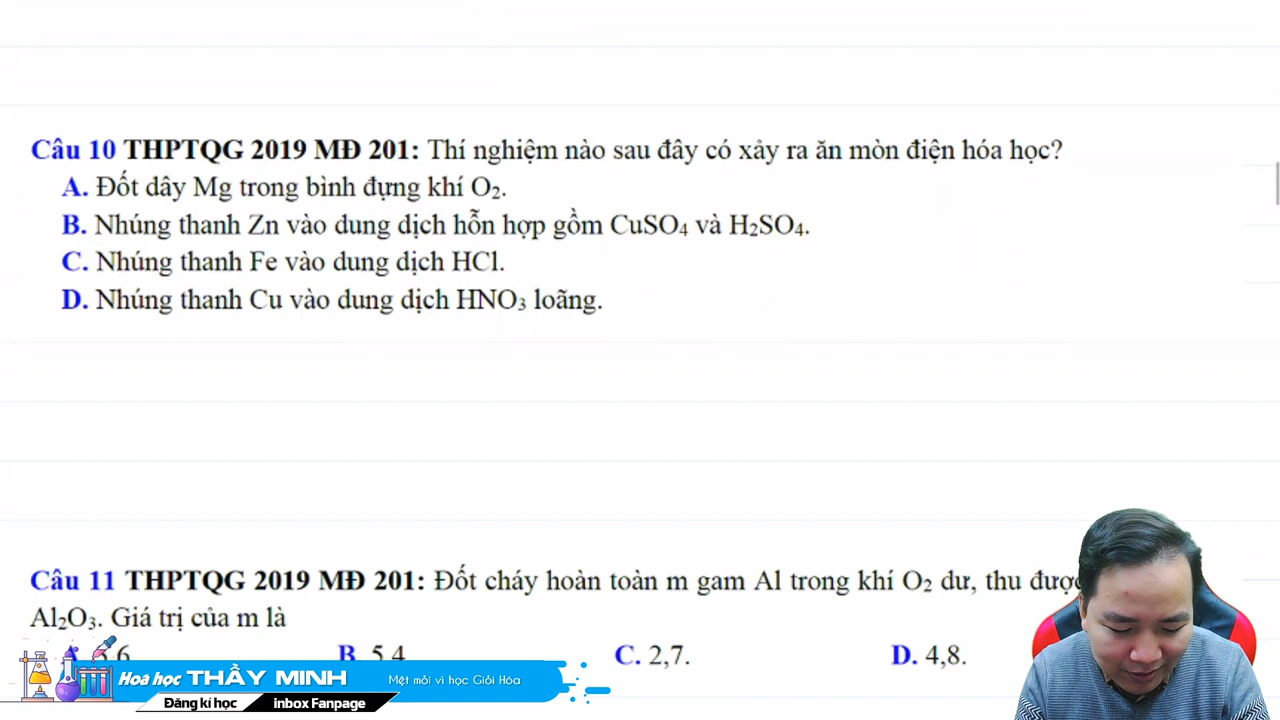 Câu 10 THPTQG 2019 MĐ 201: Thí nghiệm nào sau đây có xảy ra ăn mòn điện hóa học?
A. Đốt dây Mg trong bình đựng khí O₂.
B. Nhúng thanh Zn vào dung dịch hỗn hợp gồm CuSO₄ và H₂SO₄.
C. Nhúng thanh Fe vào dung dịch HCl.
D. Nhúng thanh Cu vào dung dịch HNO₃ loãng.
Câu 11 THPTQG 2019 MĐ 201: Đốt cháy hoàn toàn m gam Al trong khí O₂ dư, thu được
Al₂O₃. Giá trị của m là
B. 5,4 C. 2,7. D. 4,8.
Hoá học THẦY MINH
Mệt mỏi vì học Giỏi Hóa
Đăng kí học inbox Fanpage